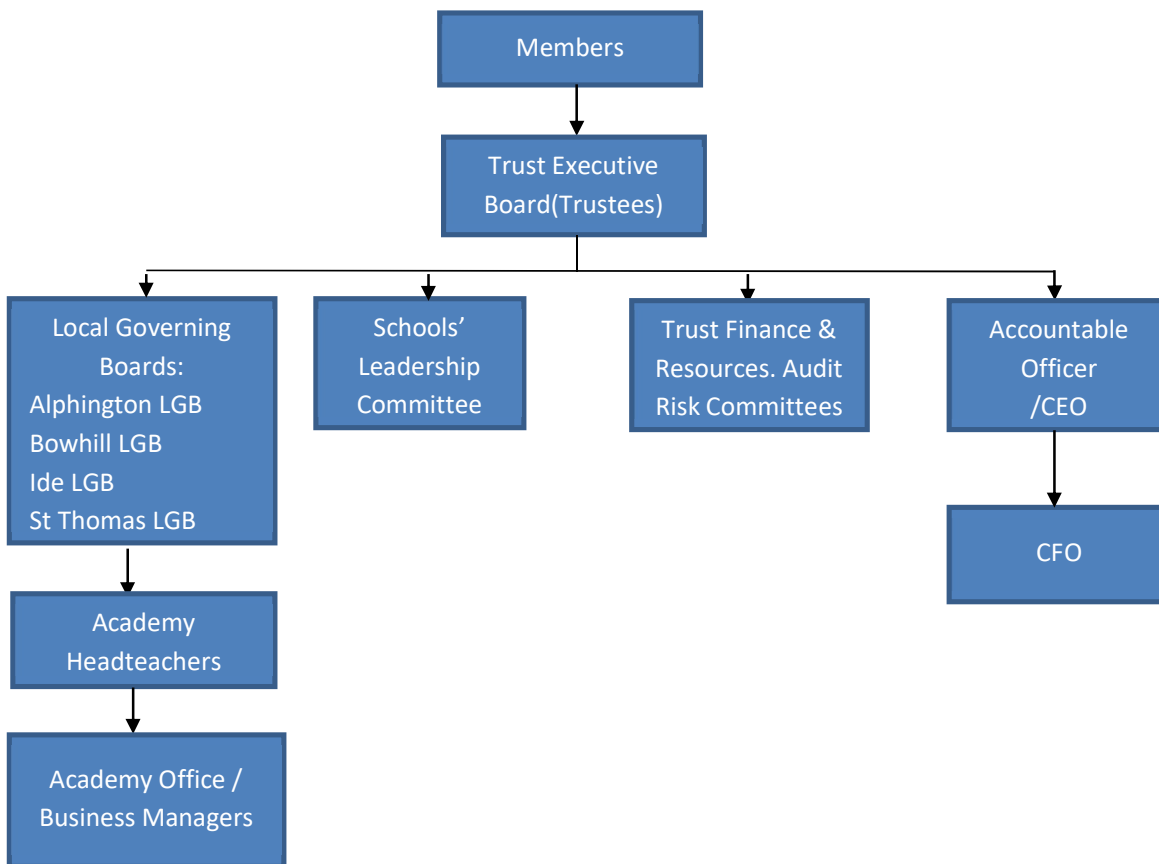 Members
Trust Executive
Board(Trustees)
Local Governing
Boards:
Alphington LGB
Bowhill LGB
Ide LGB
St Thomas LGB
Schools’
Leadership
Committee
Trust Finance &
Resources. Audit
Risk Committees
Accountable
Officer
/CEO
CFO
Academy
Headteachers
Academy Office /
Business Managers